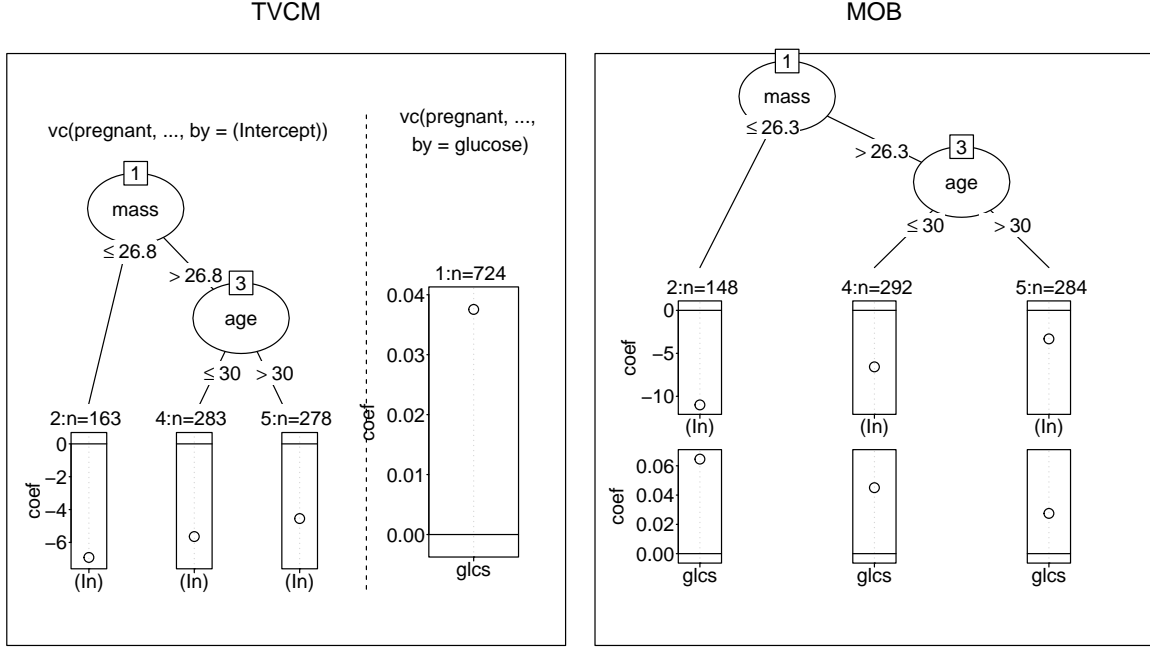 TVCM
vc(pregnant, ..., by = (Intercept))
1
mass
≤ 26.8
> 26.8
3
age
≤ 30
> 30
2:n=163
4:n=283
5:n=278
0
−2
−4
−6
coef
(In)
(In)
(In)
vc(pregnant, ...,
by = glucose)
1:n=724
0.04
0.03
0.02
0.01
0.00
coef
glcs
MOB
1
mass
≤ 26.3
> 26.3
3
age
≤ 30
> 30
2:n=148
4:n=292
5:n=284
0
−5
−10
coef
(In)
(In)
(In)
0.06
0.04
0.02
0.00
coef
glcs
glcs
glcs